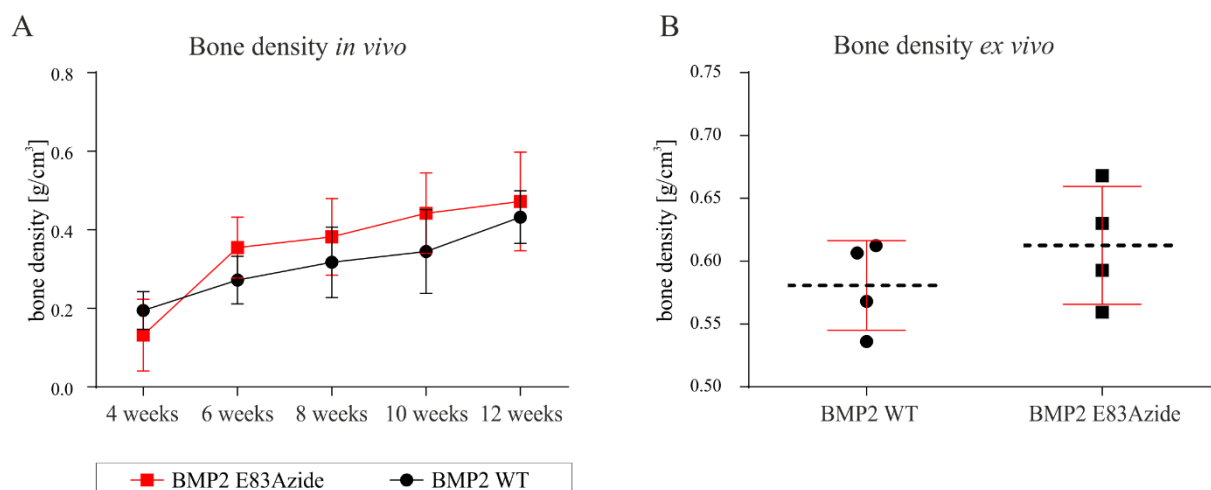 A
Bone density in vivo
bone density [g/cm³]
0.8
0.6
0.4
0.2
0.0
4 weeks 6 weeks 8 weeks 10 weeks 12 weeks
BMP2 E83Azide BMP2 WT
B
Bone density ex vivo
bone density [g/cm³]
0.75
0.70
0.65
0.60
0.55
0.50
BMP2 WT BMP2 E83Azide